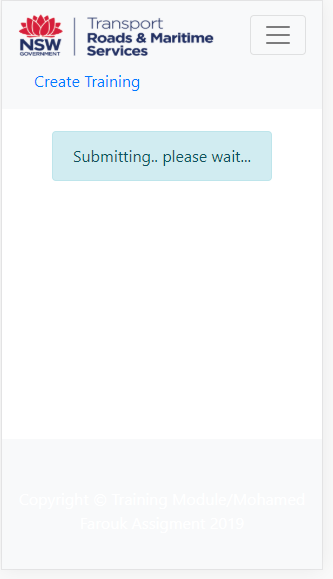 NSW
GOVERNMENT
Transport
Roads & Maritime
Services
Create Training
Submitting.. please wait...
Copyright © Training Module/Mohamed
Farouk Assigment 2019